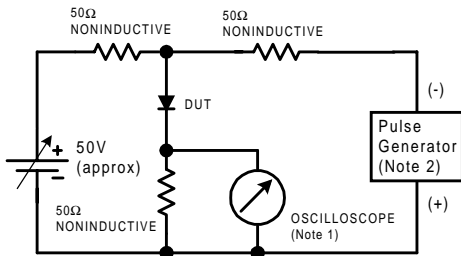 50Ω
NONINDUCTIVE
50Ω
NONINDUCTIVE
DUT
(-)
+
50V
(approx)
-
Pulse
Generator
(Note 2)
50Ω
NONINDUCTIVE
OSCILLOSCOPE
(Note 1)
(+)